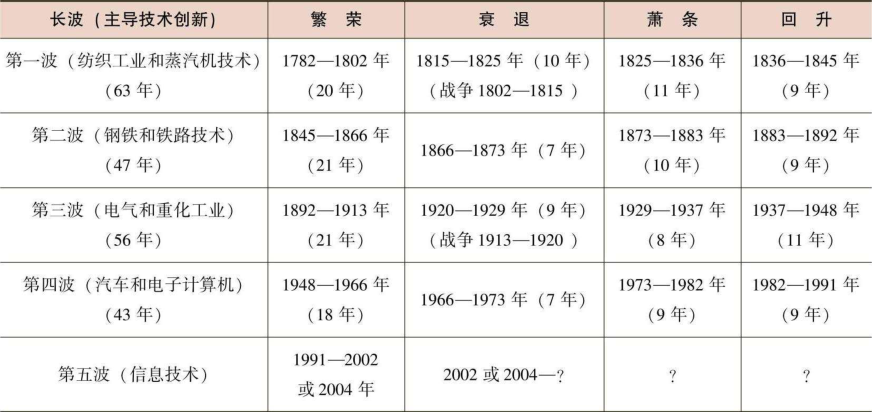 长波（主导技术创新） 繁　荣 衰　退 萧　条 回　升
第一波（纺织工业和蒸汽机技术） 1782—1802 年 1815—1825 年（10 年） 1825—1836 年 1836—1845 年
（63 年） （20 年） （战争 1802—1815 ） （11 年） （9 年）
第二波（钢铁和铁路技术） 1845—1866 年 1866—1873 年（7 年） 1873—1883 年 1883—1892 年
（47 年） （21 年） （10 年） （9 年）
第三波（电气和重化工业） 1892—1913 年 1920—1929 年（9 年） 1929—1937 年 1937—1948 年
（56 年） （21 年） （战争 1913—1920 ） （8 年） （11 年）
第四波（汽车和电子计算机） 1948—1966 年 1966—1973 年（7 年） 1973—1982 年 1982—1991 年
（43 年） （18 年） （9 年） （9 年）
第五波（信息技术） 1991—2002 2002 或 2004—? ? ?
或 2004 年